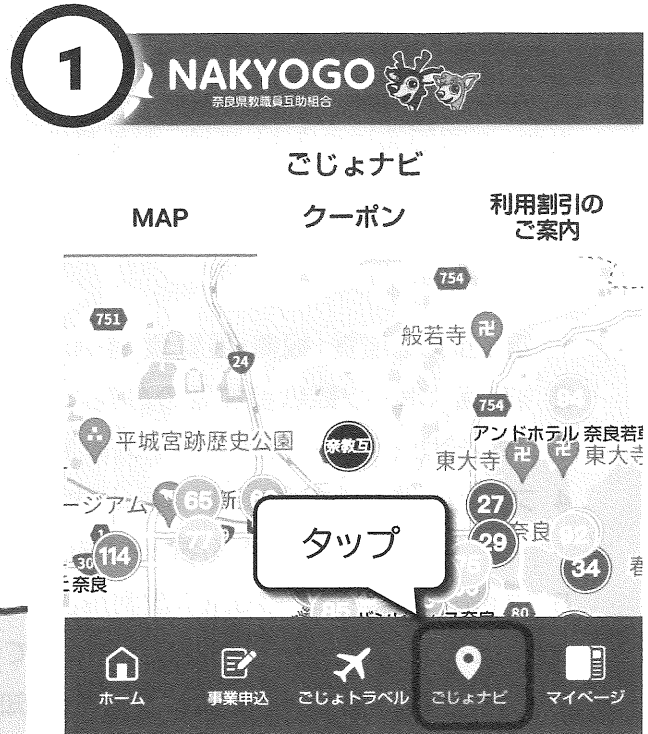 1
NAKYOGO
奈良県教職員互助組合
ごじょナビ
MAP
クーポン
利用割引の
ご案内
754
751
般若寺
24
754
平城宮跡歴史公園
奈教互
アンドホテル 奈良若草
東大寺
東大寺
ージアム
65
新
27
タップ
77
29
奈良
92
114
30
34
奈良
80
ホーム
事業申込
ごじょトラベル
ごじょナビ
マイページ